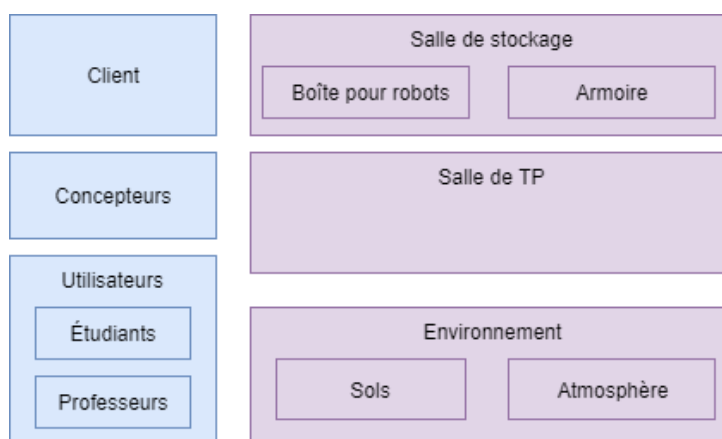 Client
Concepteurs
Utilisateurs
Étudiants
Professeurs
Salle de stockage
Boîte pour robots
Armoire
Salle de TP
Environnement
Sols
Atmosphère